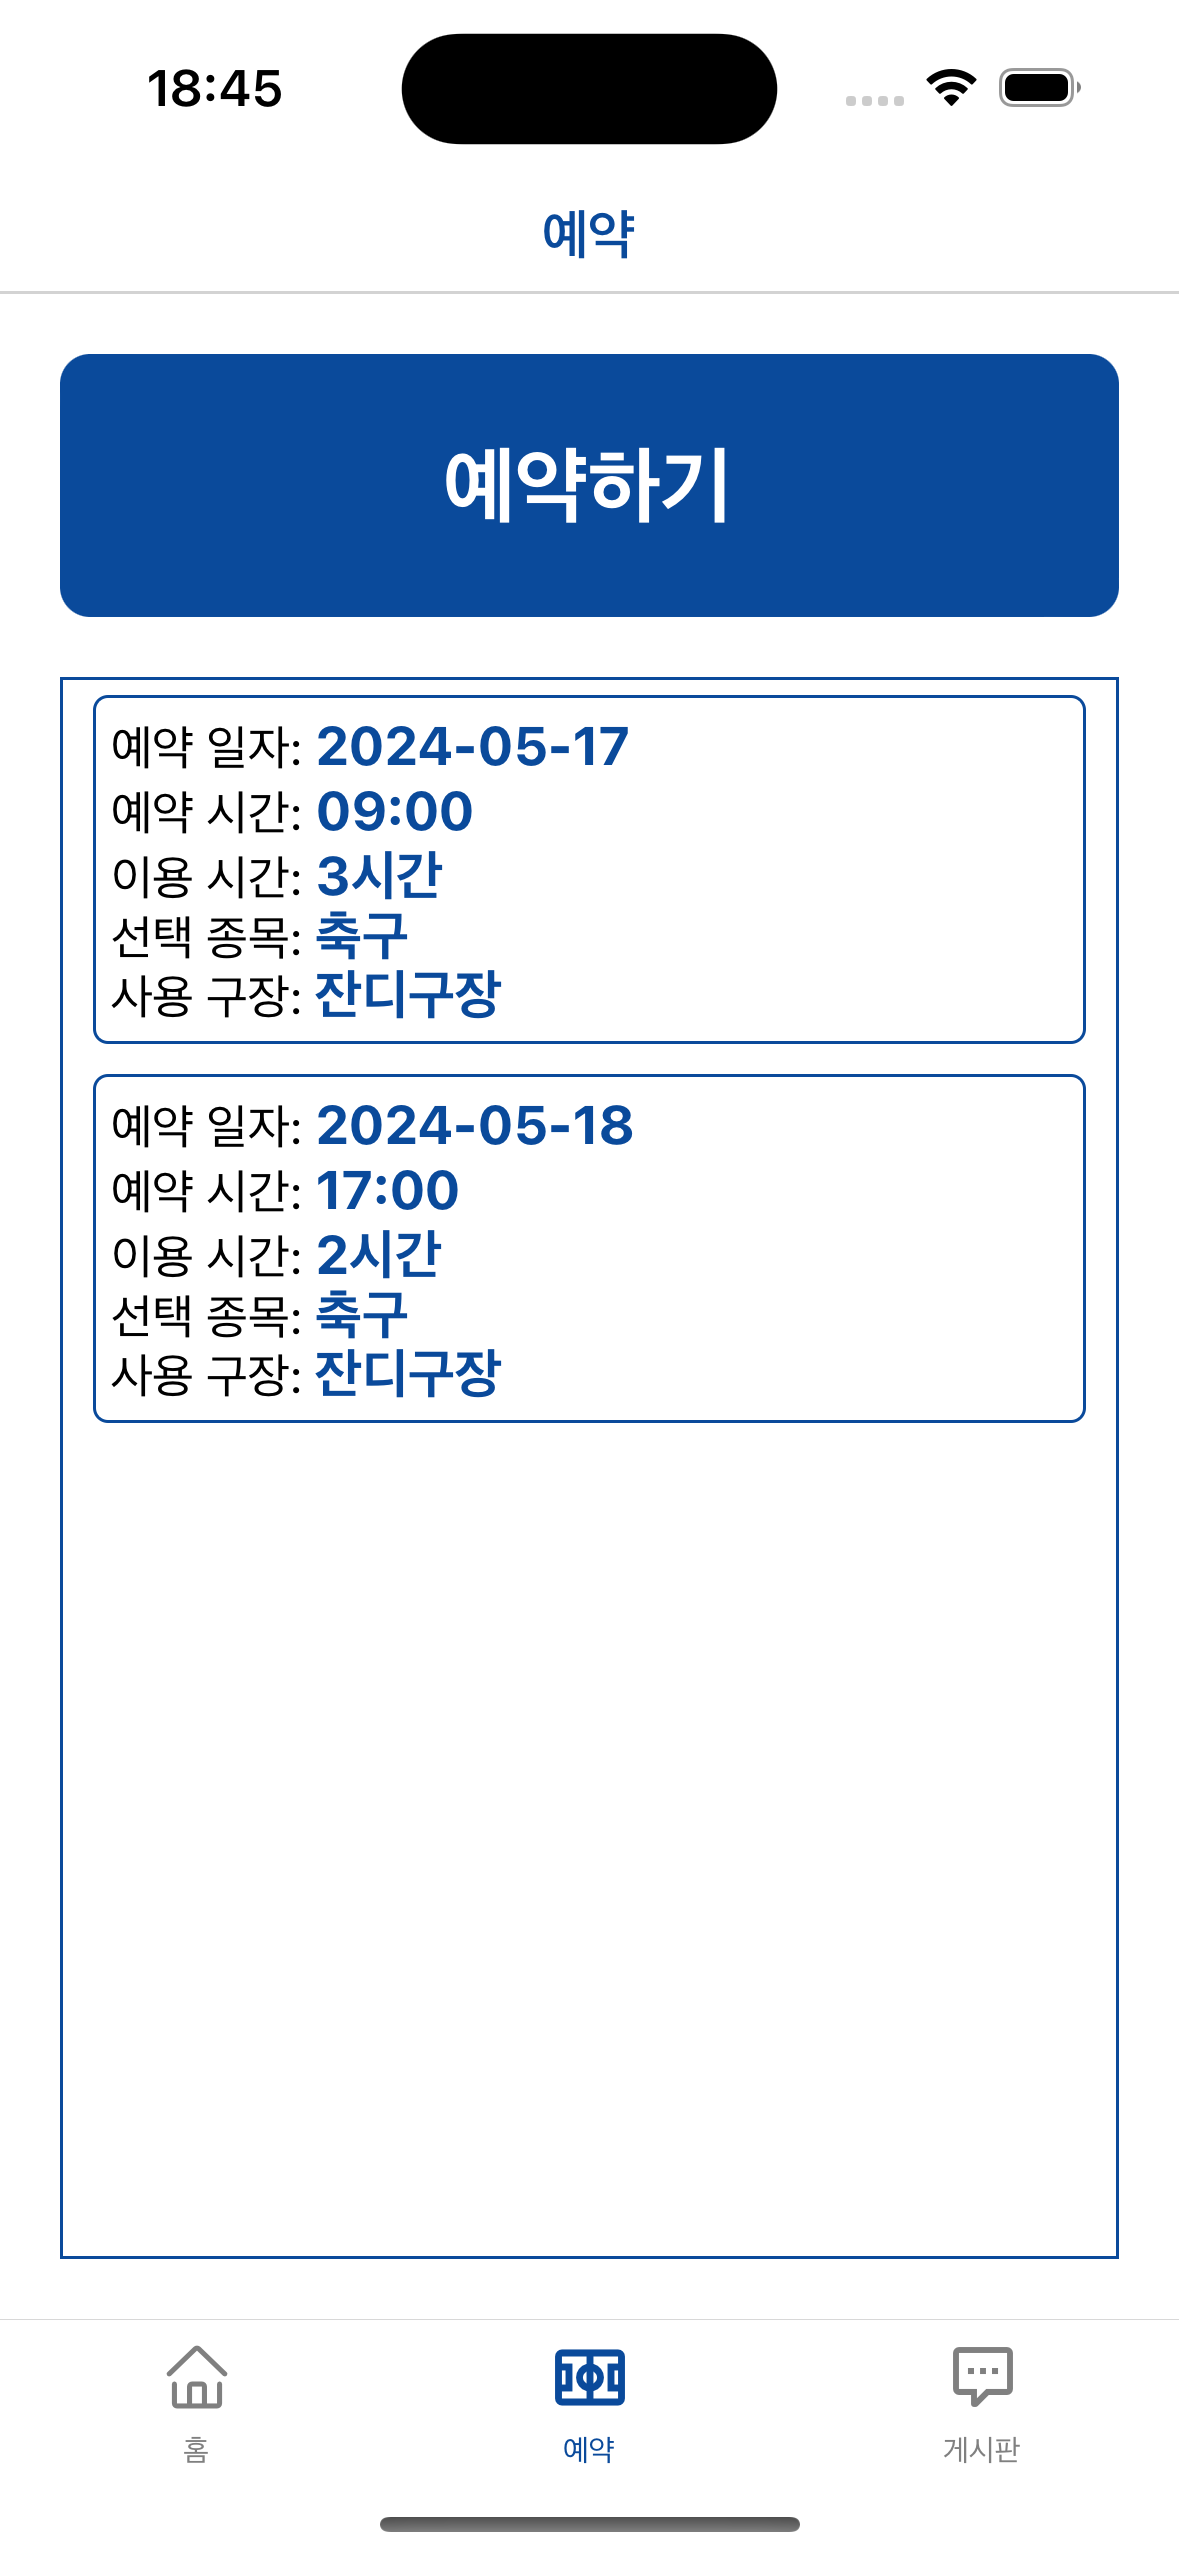 18:45
예약
예약하기
예약 일자: 2024-05-17
예약 시간: 09:00
이용 시간: 3시간
선택 종목: 축구
사용 구장: 잔디구장
예약 일자: 2024-05-18
예약 시간: 17:00
이용 시간: 2시간
선택 종목: 축구
사용 구장: 잔디구장
홈
예약
게시판